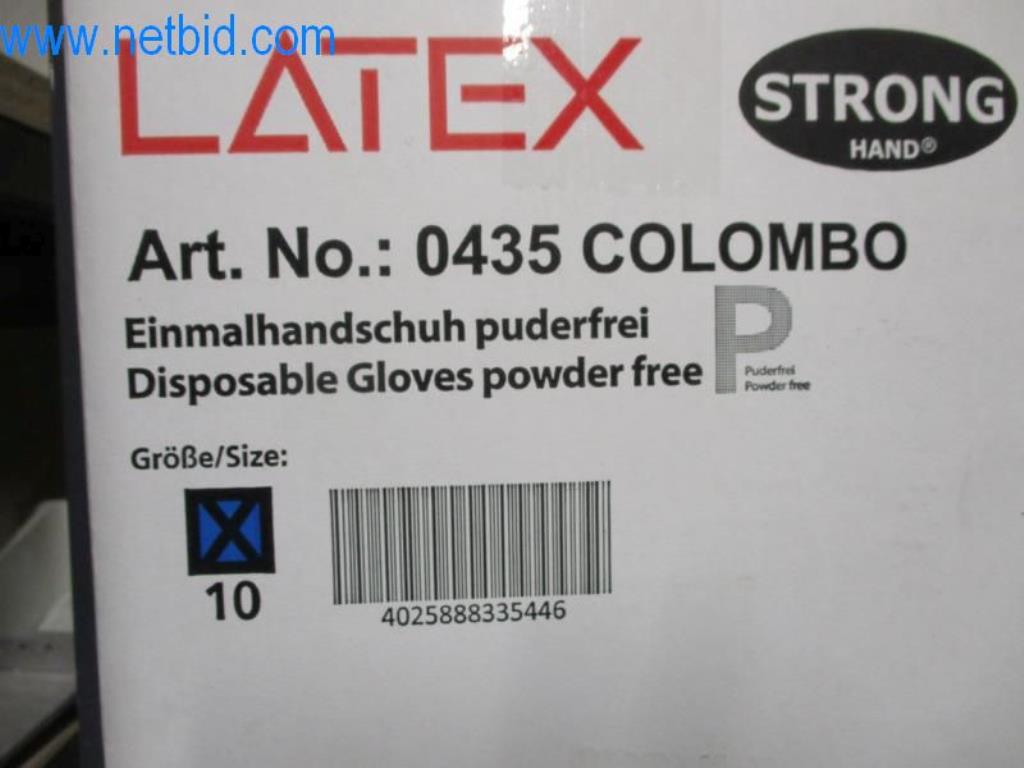 www.netbid.com
LATEX
STRONG
HAND®
Art. No.: 0435 COLOMBO
Einmalhandschuh puderfrei
Disposable Gloves powder free
P
Puderfrei
Powder free
Größe/Size:
X
10
4025888335446